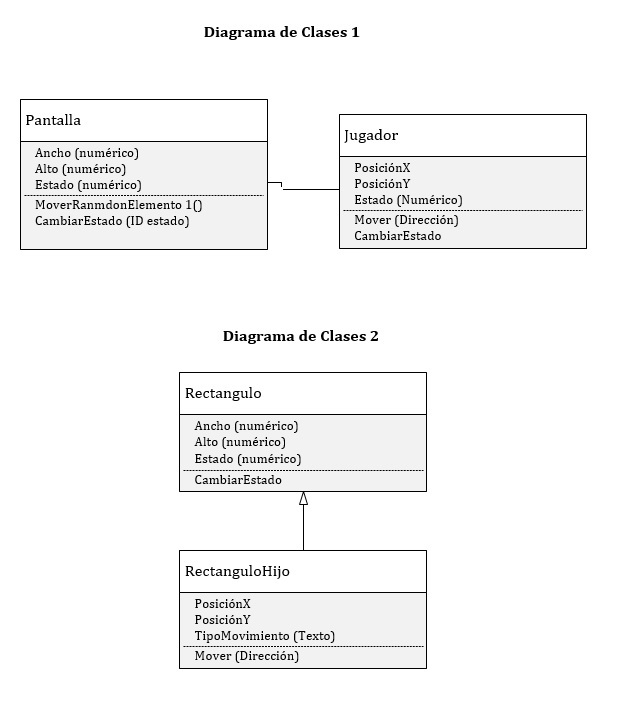 Diagrama de Clases 1
Pantalla
Ancho (numérico)
Alto (numérico)
Estado (numérico)
MoverRanmdonElemento 1()
CambiarEstado (ID estado)
Jugador
PosiciónX
PosiciónY
Estado (Numérico)
Mover (Dirección)
CambiarEstado
Diagrama de Clases 2
Rectangulo
Ancho (numérico)
Alto (numérico)
Estado (numérico)
CambiarEstado
RectanguloHijo
PosiciónX
PosiciónY
TipoMovimiento (Texto)
Mover (Dirección)